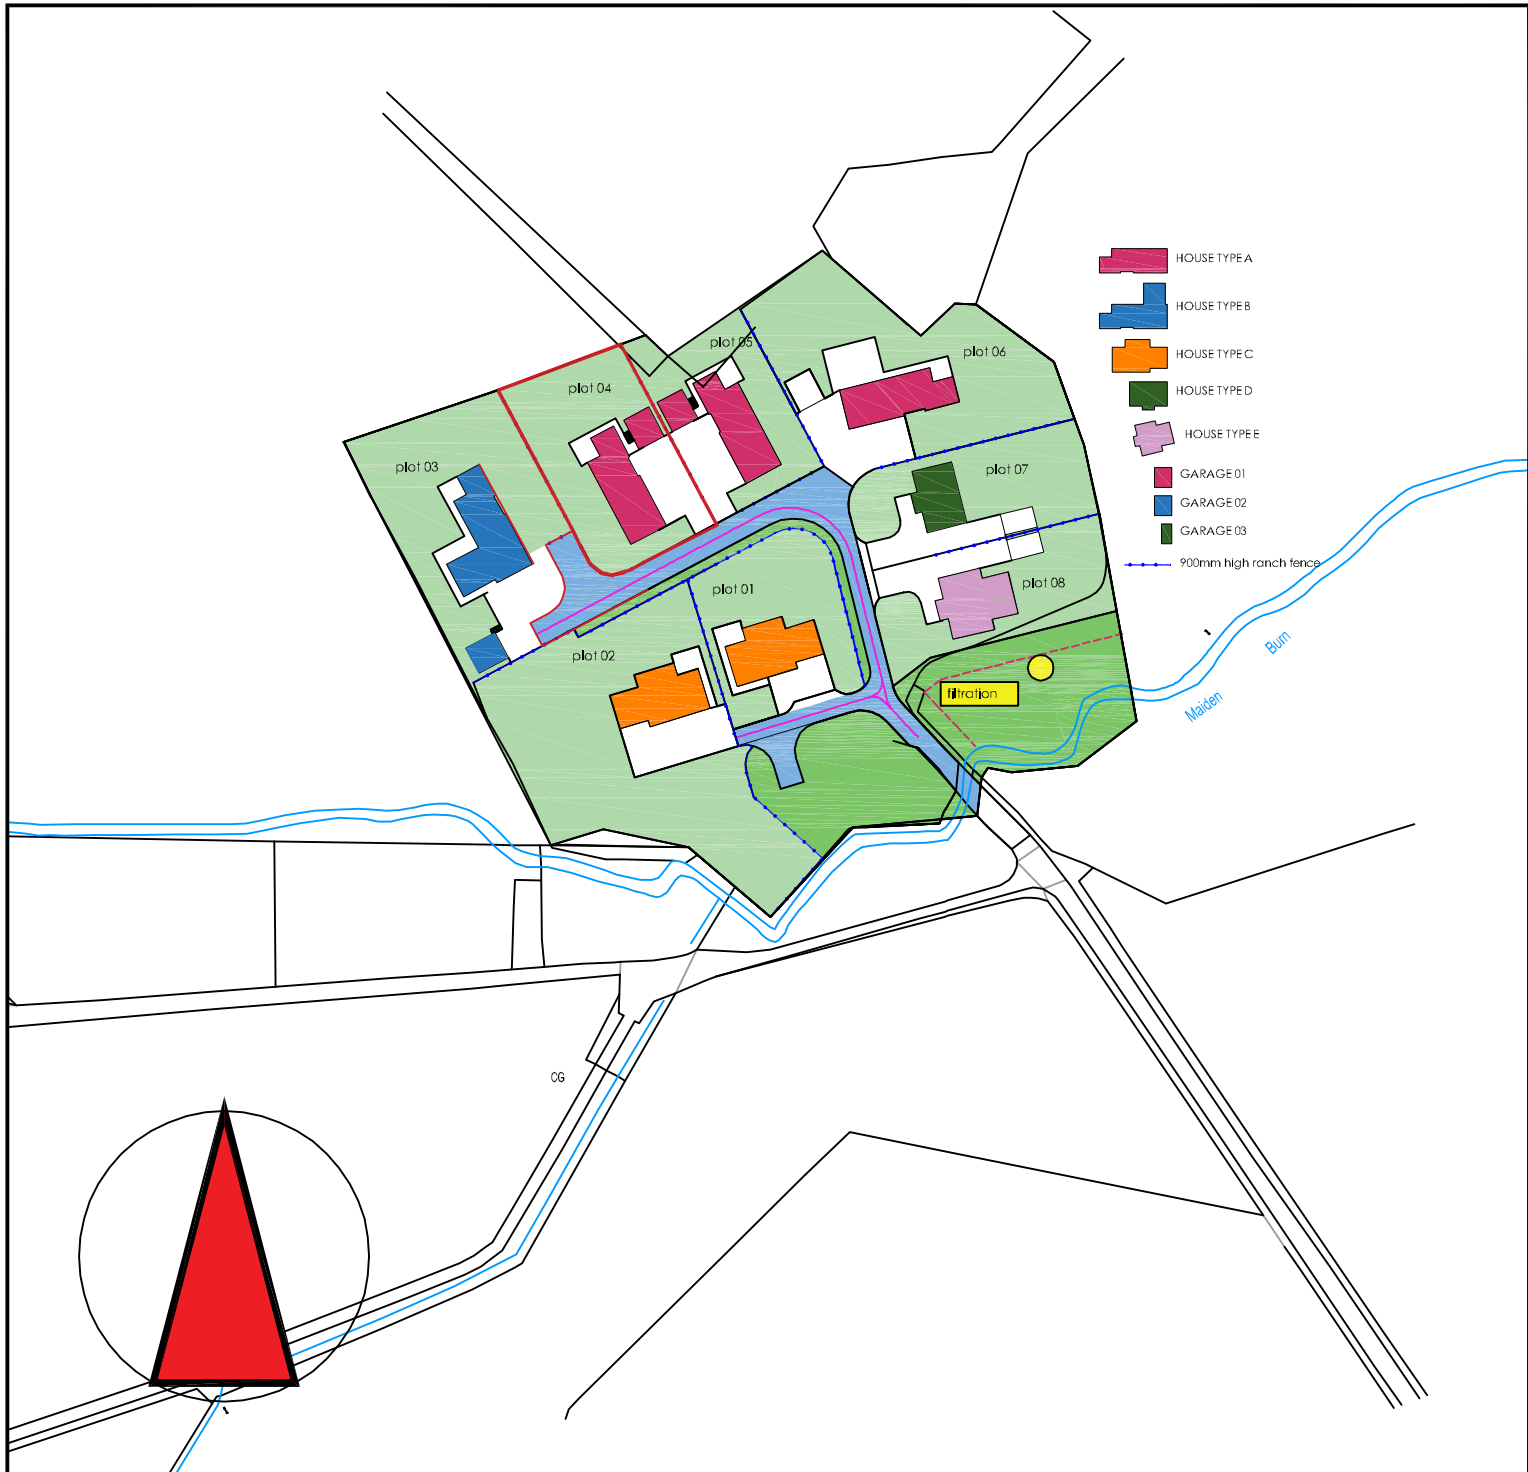 HOUSE TYPE A
plot 05
HOUSE TYPE B
plot 06
HOUSE TYPE C
plot 04
HOUSE TYPE D
HOUSE TYPE E
plot 03
plot 07
GARAGE 01
GARAGE 02
GARAGE 03
900mm high ranch fence
plot 01
plot 08
plot 02
Burn
filtration
Maiden
CG